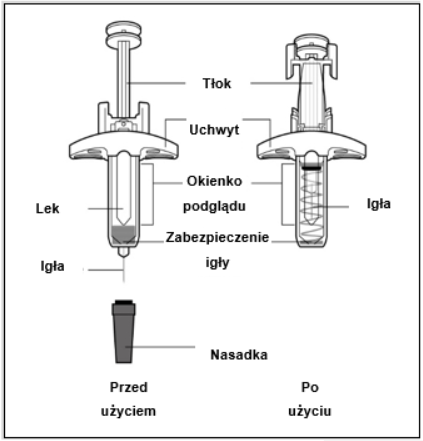 Tłok
Uchwyt
Okienko
podglądu
Lek
Igła
Zabezpieczenie
igły
Igła
Nasadka
Przed
użyciem
Po
użyciu